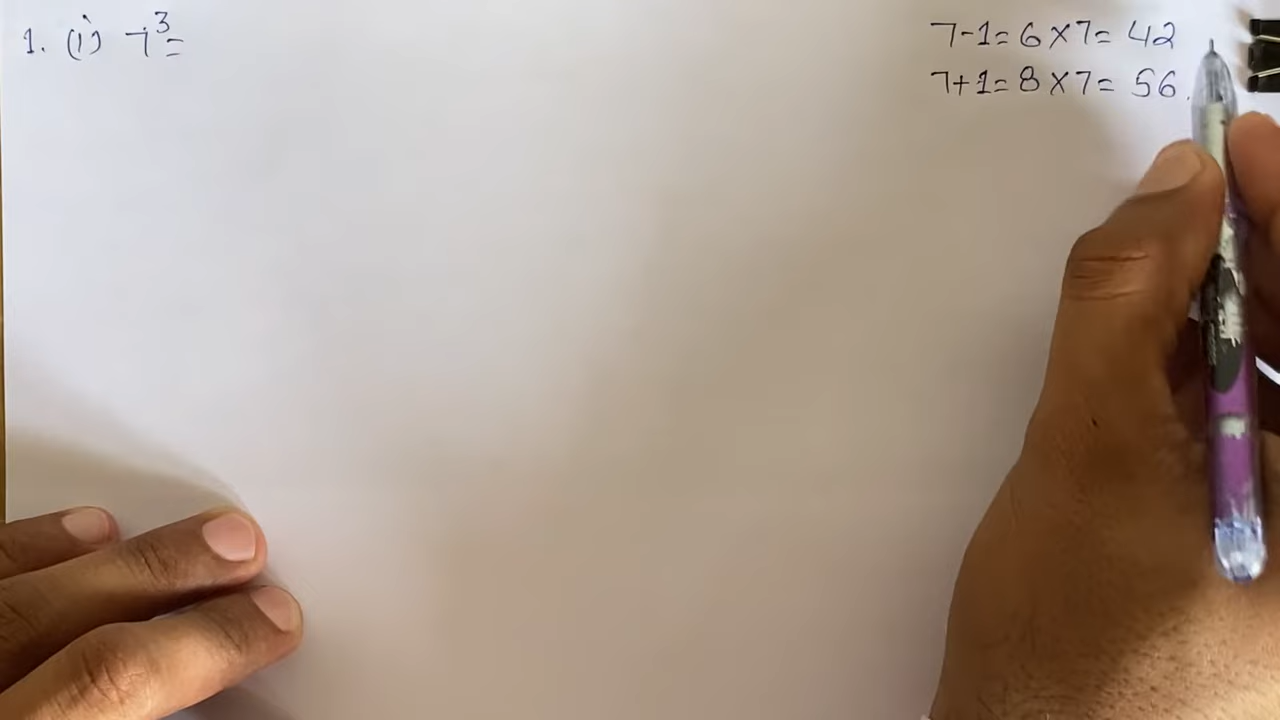 1. (i) 7³=
7-1=6×7= 42
7+1=8×7= 56.